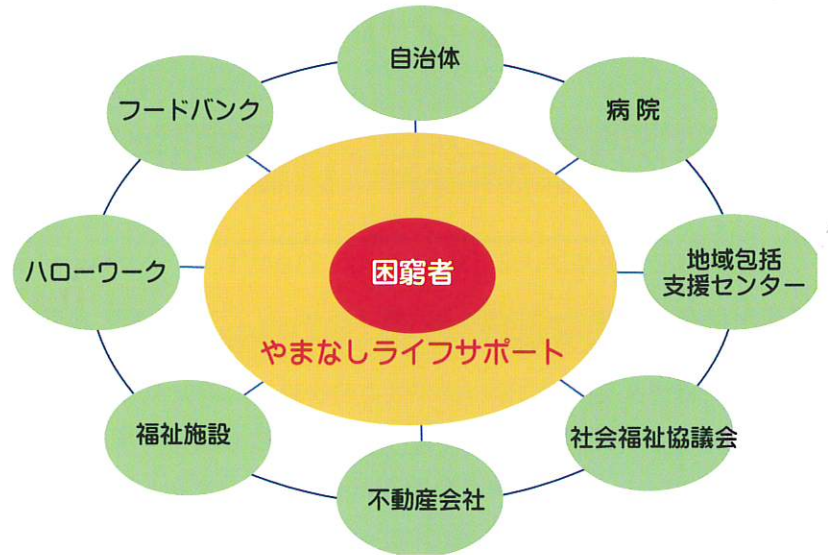 自治体
フードバンク
病院
ハローワーク
困窮者
地域包括
支援センター
やまなしライフサポート
福祉施設
社会福祉協議会
不動産会社